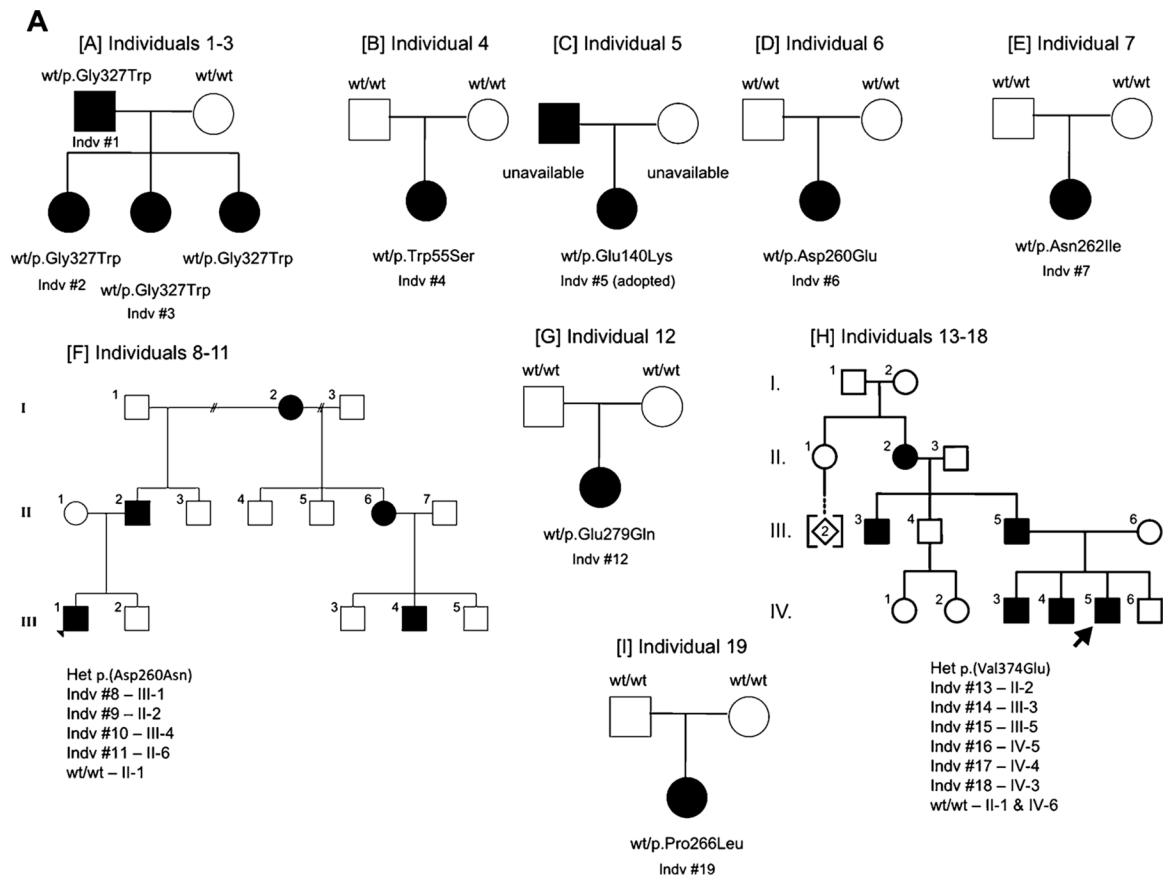 A
[A] Individuals 1-3
wt/p.Gly327Trp
wt/wt
Indv #1
wt/p.Gly327Trp
Indv #2
wt/p.Gly327Trp
Indv #3
wt/p.Gly327Trp
[B] Individual 4
wt/wt
wt/wt
wt/p.Trp55Ser
Indv #4
[C] Individual 5
unavailable
unavailable
wt/p.Glu140Lys
Indv #5 (adopted)
[D] Individual 6
wt/wt
wt/wt
wt/p.Asp260Glu
Indv #6
[E] Individual 7
wt/wt
wt/wt
wt/p.Asn262Ile
Indv #7
[F] Individuals 8-11
I
1
2
3
II
1
2
3
4
5
6
7
III
1
2
3
4
5
Het p.(Asp260Asn)
Indv #8 – III-1
Indv #9 – II-2
Indv #10 – III-4
Indv #11 – II-6
wt/wt – II-1
[G] Individual 12
wt/wt
wt/wt
wt/p.Glu279Gln
Indv #12
[H] Individuals 13-18
I.
1
2
II.
1
2
3
III.
2
3
4
5
6
IV.
1
2
3
4
5
6
Het p.(Val374Glu)
Indv #13 – II-2
Indv #14 – III-3
Indv #15 – III-5
Indv #16 – IV-5
Indv #17 – IV-4
Indv #18 – IV-3
wt/wt – II-1 & IV-6
[I] Individual 19
wt/wt
wt/wt
wt/p.Pro266Leu
Indv #19